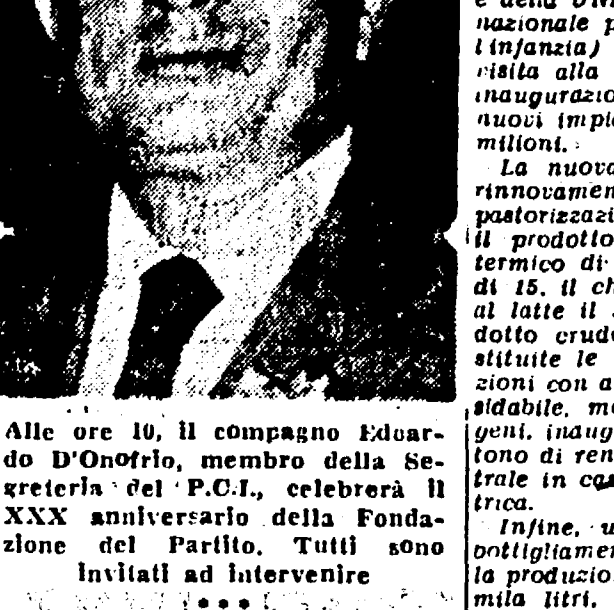 Alle ore 10, il compagno Edoar-
do D'Onofrio, membro della Se-
greteria del P.C.I., celebrerà il
XXX anniversario della Fonda-
zione del Partito. Tutti sono
invitati ad intervenire
e della
nazionale p
l'infanzia)
visita alla
inaugurazio
nuovi impia
milioni.
La nuova
rinnovamen
pastorizzazi
il prodotto
termico di
di 15. il ch
al latte il
dotto crudo
stituite le
zioni con a
sidabile, mo
geni. inaug
tono di ren
trale in ca
trica.
Infine, u
bottigliamen
la produzio
mila litri.